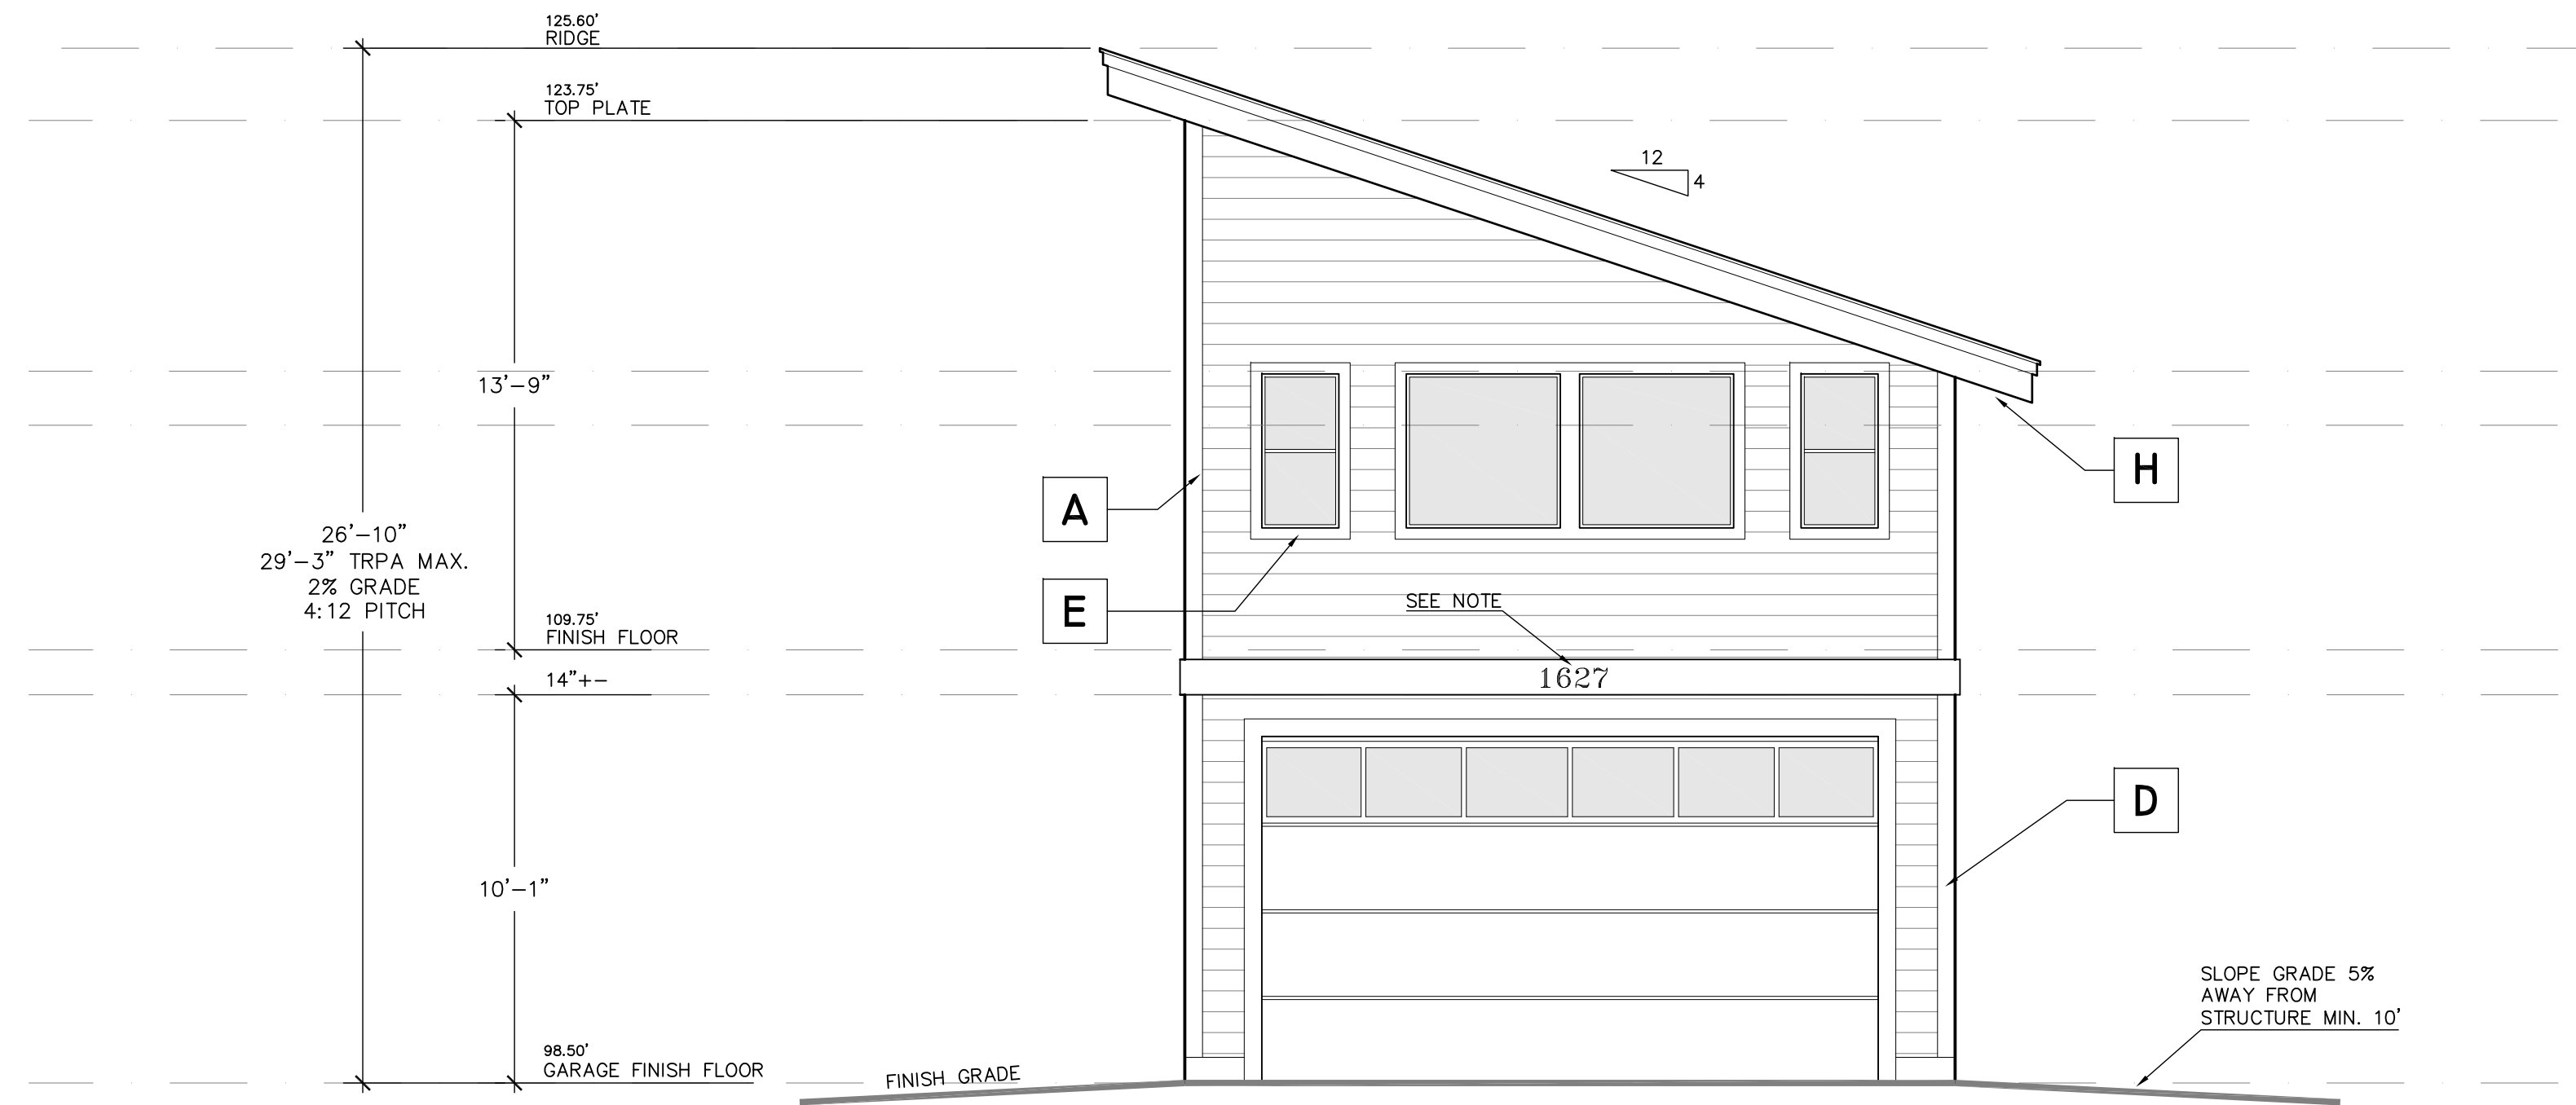 125.60'
RIDGE
123.75'
TOP PLATE
12
4
13'-9"
H
A
26'-10"
29'-3" TRPA MAX.
2% GRADE
4:12 PITCH
E
SEE NOTE
109.75'
FINISH FLOOR
14"+-
1627
D
10'-1"
SLOPE GRADE 5%
AWAY FROM
STRUCTURE MIN. 10'
98.50'
GARAGE FINISH FLOOR
FINISH GRADE